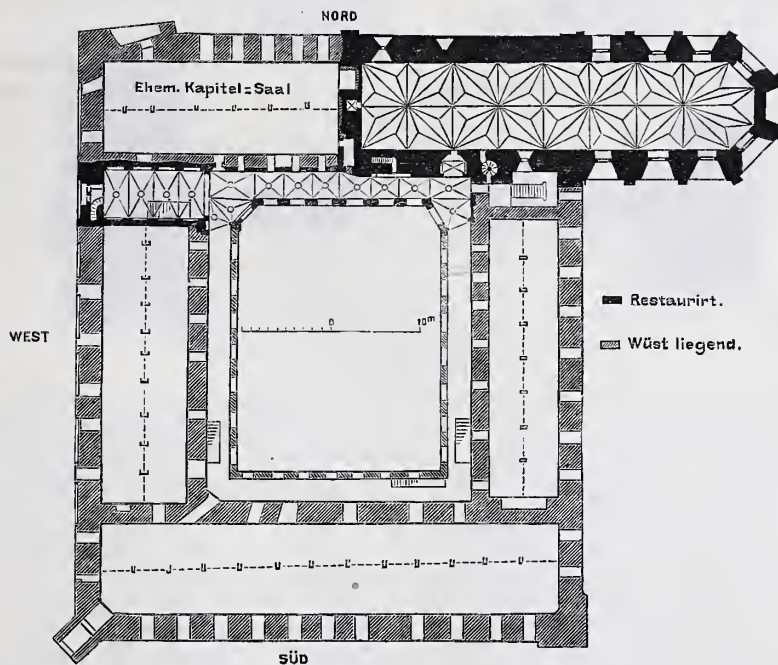 NORD
Ehem. Kapitel=Saal
WEST
0 10m
Restaurirt.
Wüst liegend.
SÜD